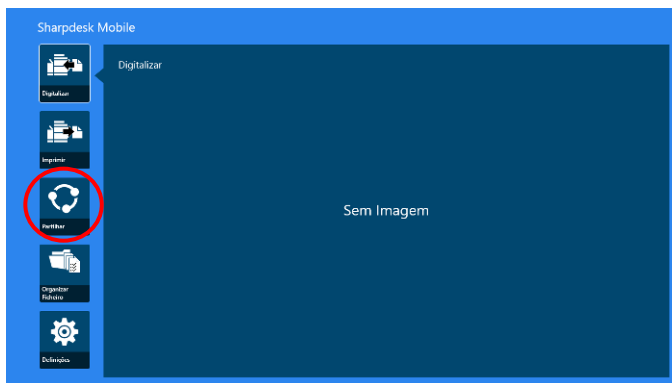 Sharpdesk Mobile
Digitalizar
Digitalizar
Imprimir
Sem Imagem
Partilhar
Organizar
Ficheiro
Definições